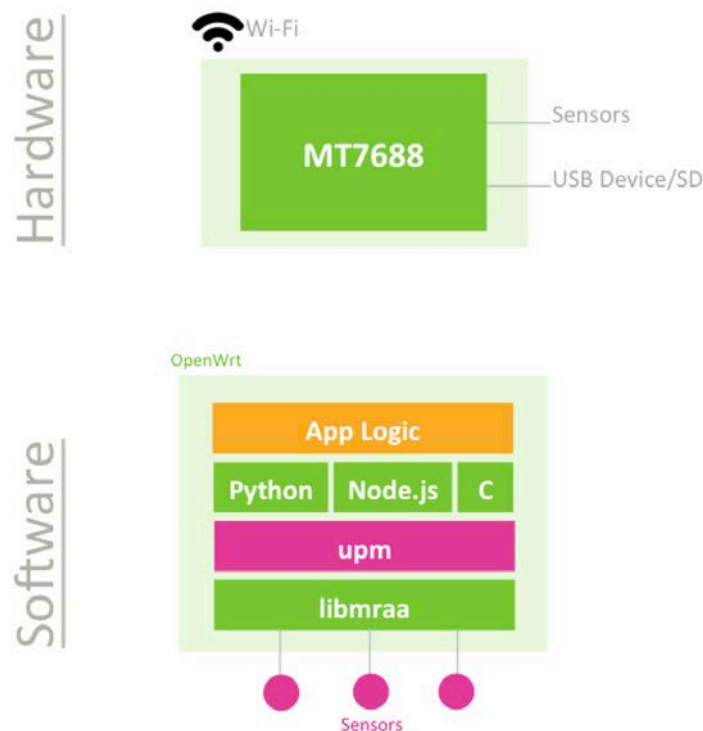 Hardware
Wi-Fi
MT7688
Sensors
USB Device/SD
Software
OpenWrt
App Logic
Python Node.js C
upm
libmraa
Sensors